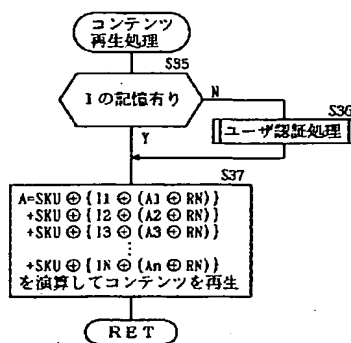 コンテンツ
再生処理
S35
Iの記憶有り
N
S36
ユーザ認証処理
Y
S37
A=SKU⊕{I1⊕(A1⊕RN)}
+SKU⊕{I2⊕(A2⊕RN)}
+SKU⊕{I3⊕(A3⊕RN)}
⋮
+SKU⊕{IN⊕(An⊕RN)}
を演算してコンテンツを再生
RET